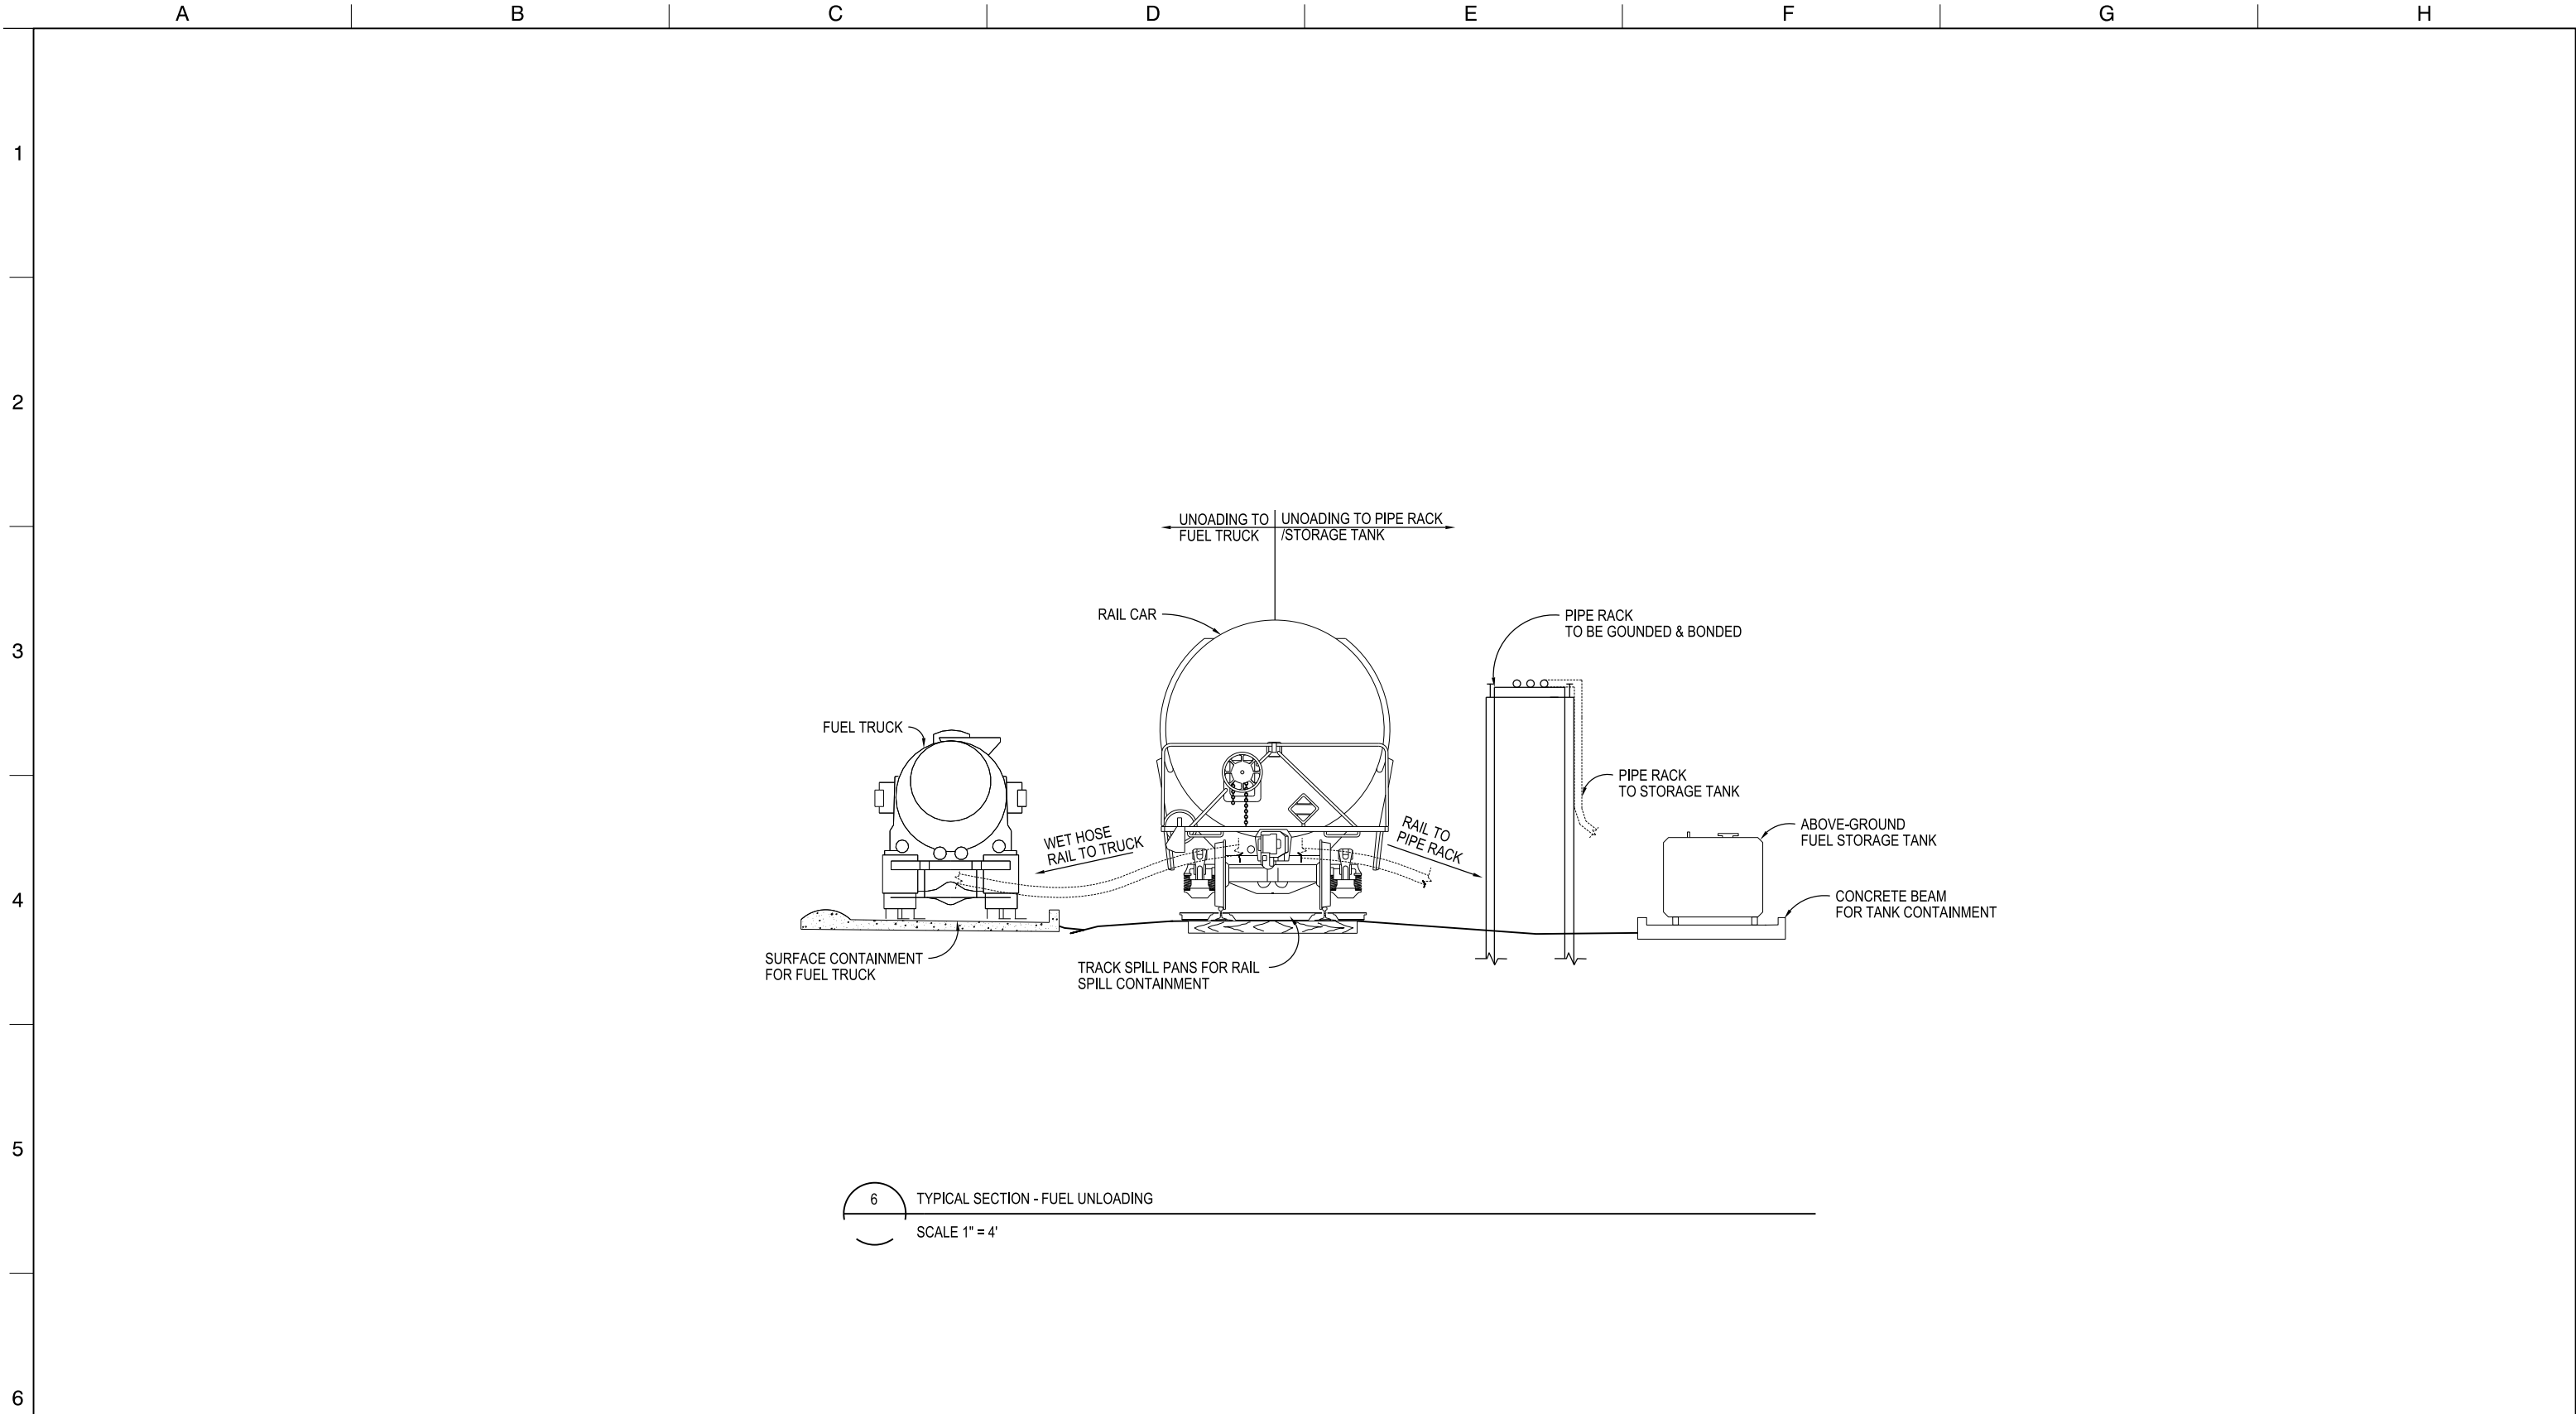 A B C D E F G H
1
2
3
4
5
6
UNOADING TO
FUEL TRUCK
UNOADING TO PIPE RACK
/STORAGE TANK
RAIL CAR
PIPE RACK
TO BE GOUNDED & BONDED
FUEL TRUCK
PIPE RACK
TO STORAGE TANK
WET HOSE
RAIL TO TRUCK
RAIL TO
PIPE RACK
ABOVE-GROUND
FUEL STORAGE TANK
CONCRETE BEAM
FOR TANK CONTAINMENT
SURFACE CONTAINMENT
FOR FUEL TRUCK
TRACK SPILL PANS FOR RAIL
SPILL CONTAINMENT
6
TYPICAL SECTION - FUEL UNLOADING
SCALE 1" = 4'